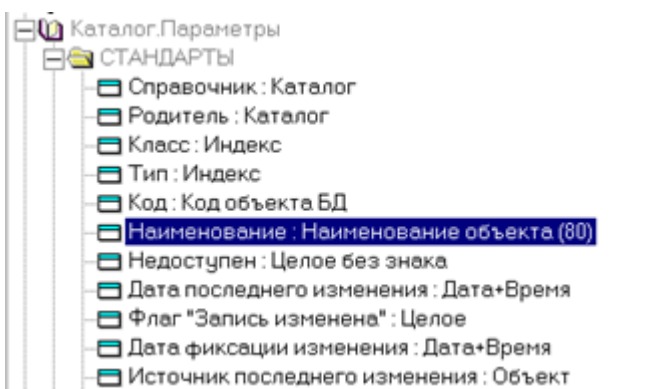 Каталог.Параметры
СТАНДАРТЫ
Справочник : Каталог
Родитель : Каталог
Класс : Индекс
Тип : Индекс
Код : Код объекта БД
Наименование : Наименование объекта (80)
Недоступен : Целое без знака
Дата последнего изменения : Дата+Время
Флаг "Запись изменена" : Целое
Дата фиксации изменения : Дата+Время
Источник последнего изменения : Объект